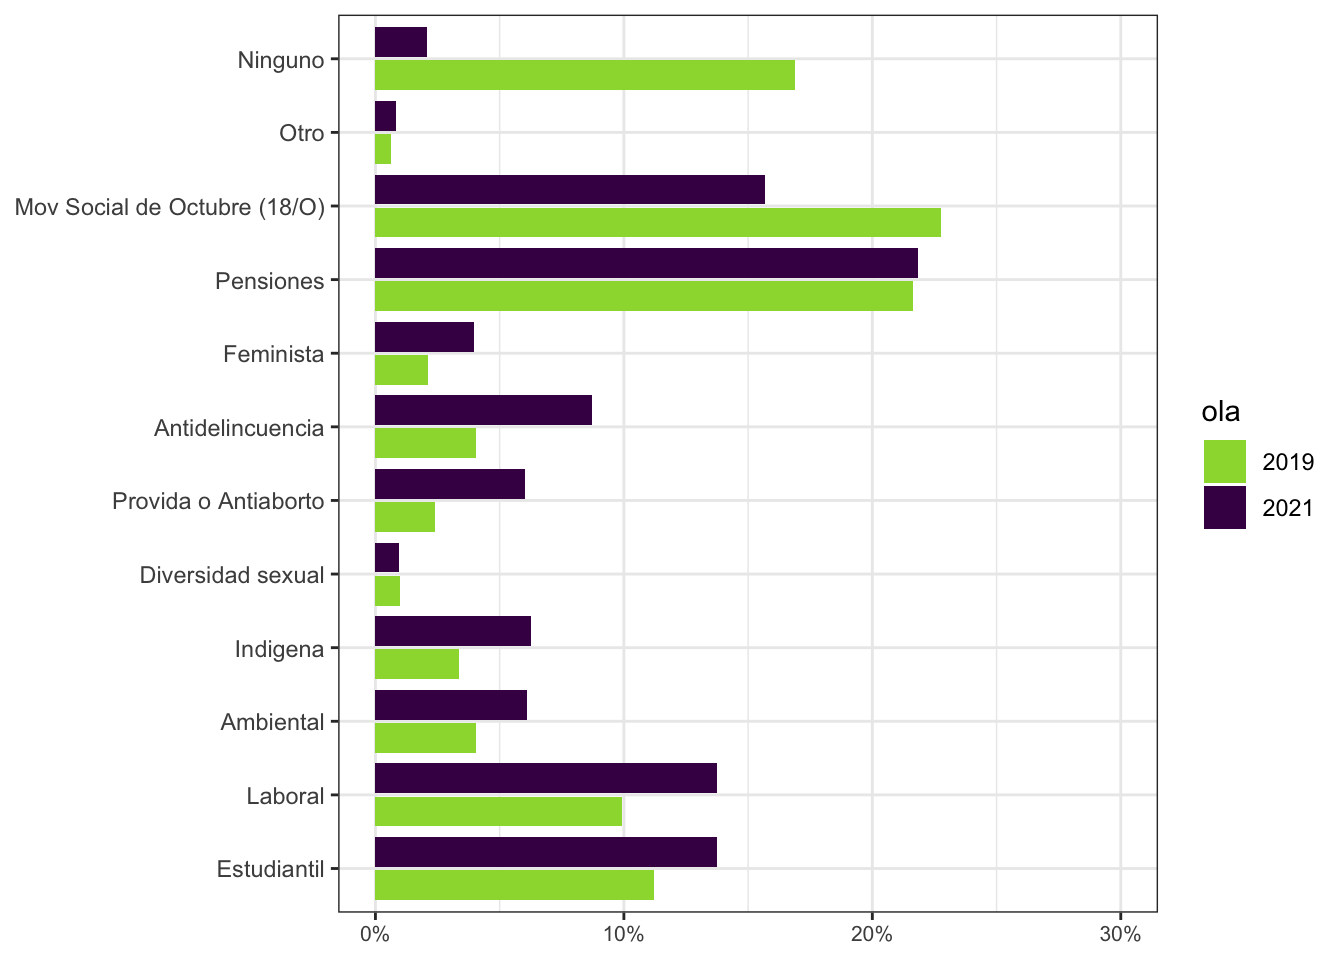 Ninguno
Otro
Mov Social de Octubre (18/O)
Pensiones
Feminista
Antidelincuencia
Provida o Antiaborto
Diversidad sexual
Indigena
Ambiental
Laboral
Estudiantil
0% 10% 20% 30%
ola
2019
2021